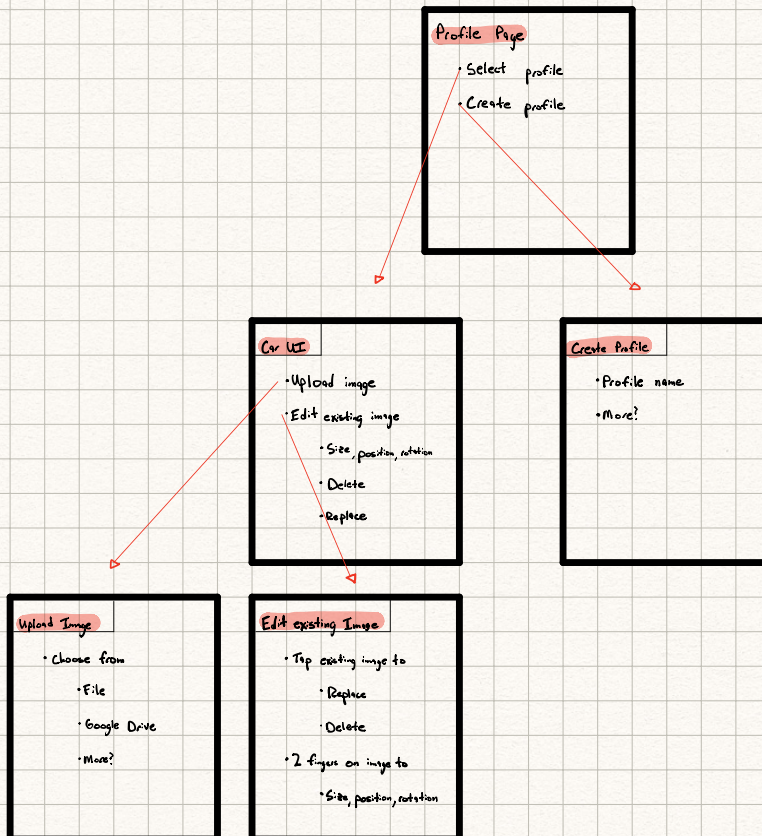 Profile Page
• Select profile
• Create profile
Car UI
• Upload image
• Edit existing image
• Size, position, rotation
• Delete
• Replace
Create Profile
• Profile name
• More?
Upload Image
• Choose from
• File
• Google Drive
• More?
Edit existing Image
• Tap existing image to
• Replace
• Delete
• 2 fingers on image to
• Size, position, rotation